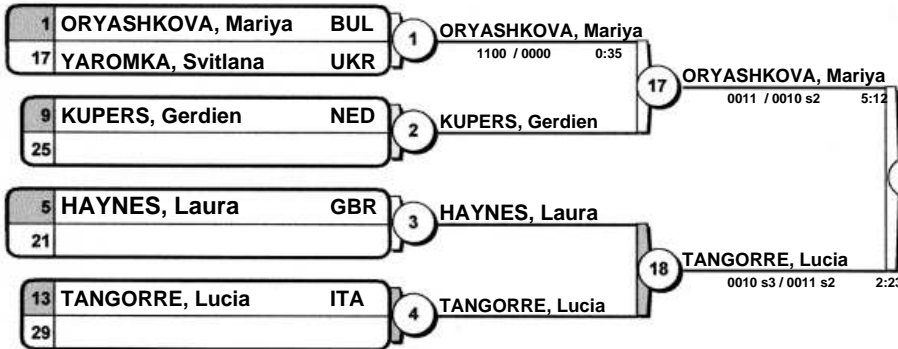 1 ORYASHKOVA, Mariya BUL
17 YAROMKA, Svitlana UKR
1
ORYASHKOVA, Mariya
1100 / 0000 0:35
9 KUPERS, Gerdien NED
25
2
KUPERS, Gerdien
17
ORYASHKOVA, Mariya
0011 / 0010 s2 5:12
5 HAYNES, Laura GBR
21
3
HAYNES, Laura
13 TANGORRE, Lucia ITA
29
4
TANGORRE, Lucia
18
TANGORRE, Lucia
0010 s3 / 0011 s2 2:23